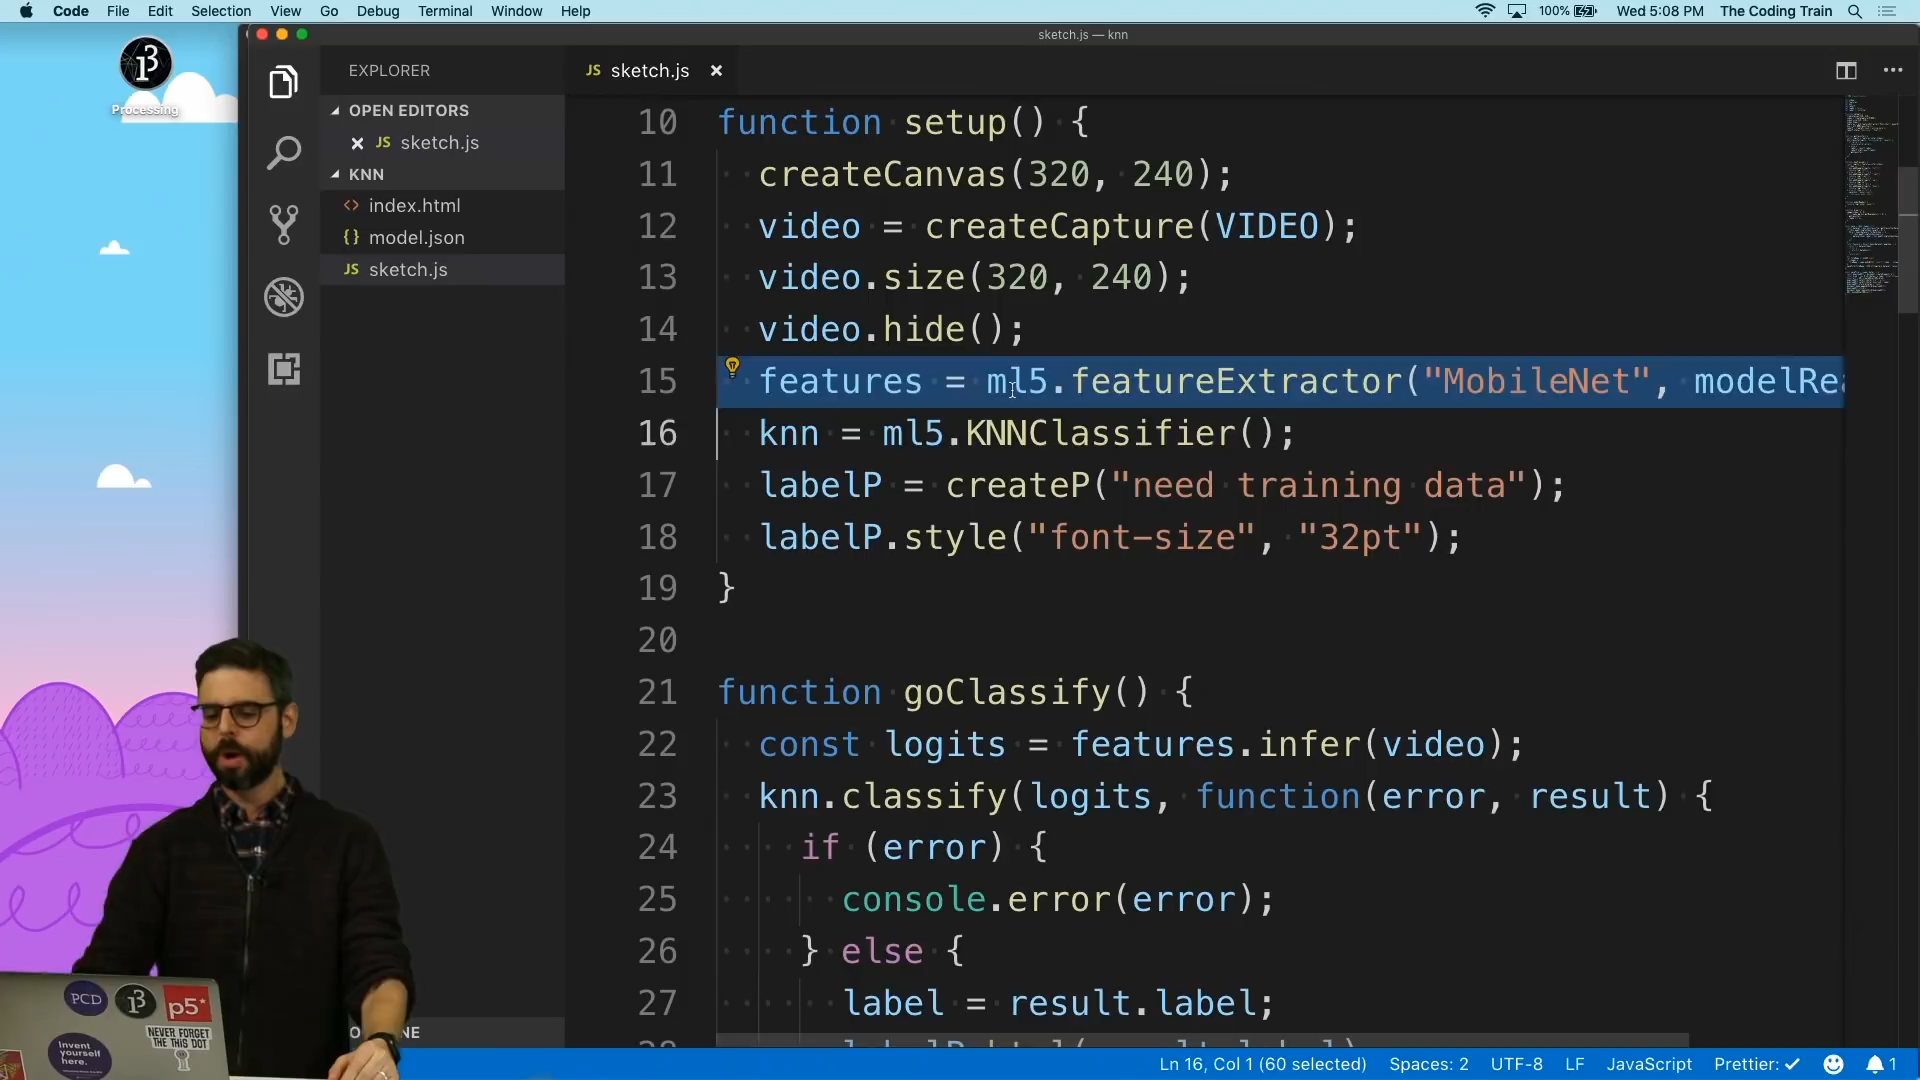 Code File Edit Selection View Go Debug Terminal Window Help 100% Wed 5:08 PM The Coding Train
sketch.js — knn
Processing
EXPLORER
OPEN EDITORS
JS sketch.js
KNN
<> index.html
{} model.json
JS sketch.js
JS sketch.js
10 function setup() {
11 createCanvas(320, 240);
12 video = createCapture(VIDEO);
13 video.size(320, 240);
14 video.hide();
15 features = ml5.featureExtractor("MobileNet", modelRea
16 knn = ml5.KNNClassifier();
17 labelP = createP("need training data");
18 labelP.style("font-size", "32pt");
19 }
20
21 function goClassify() {
22 const logits = features.infer(video);
23 knn.classify(logits, function(error, result) {
24 if (error) {
25 console.error(error);
26 } else {
27 label = result.label;
PCD
p5*
NEVER FORGET
THE THIS DOT
Invent
yourself
here.
Ln 16, Col 1 (60 selected) Spaces: 2 UTF-8 LF JavaScript Prettier: ✓ 1